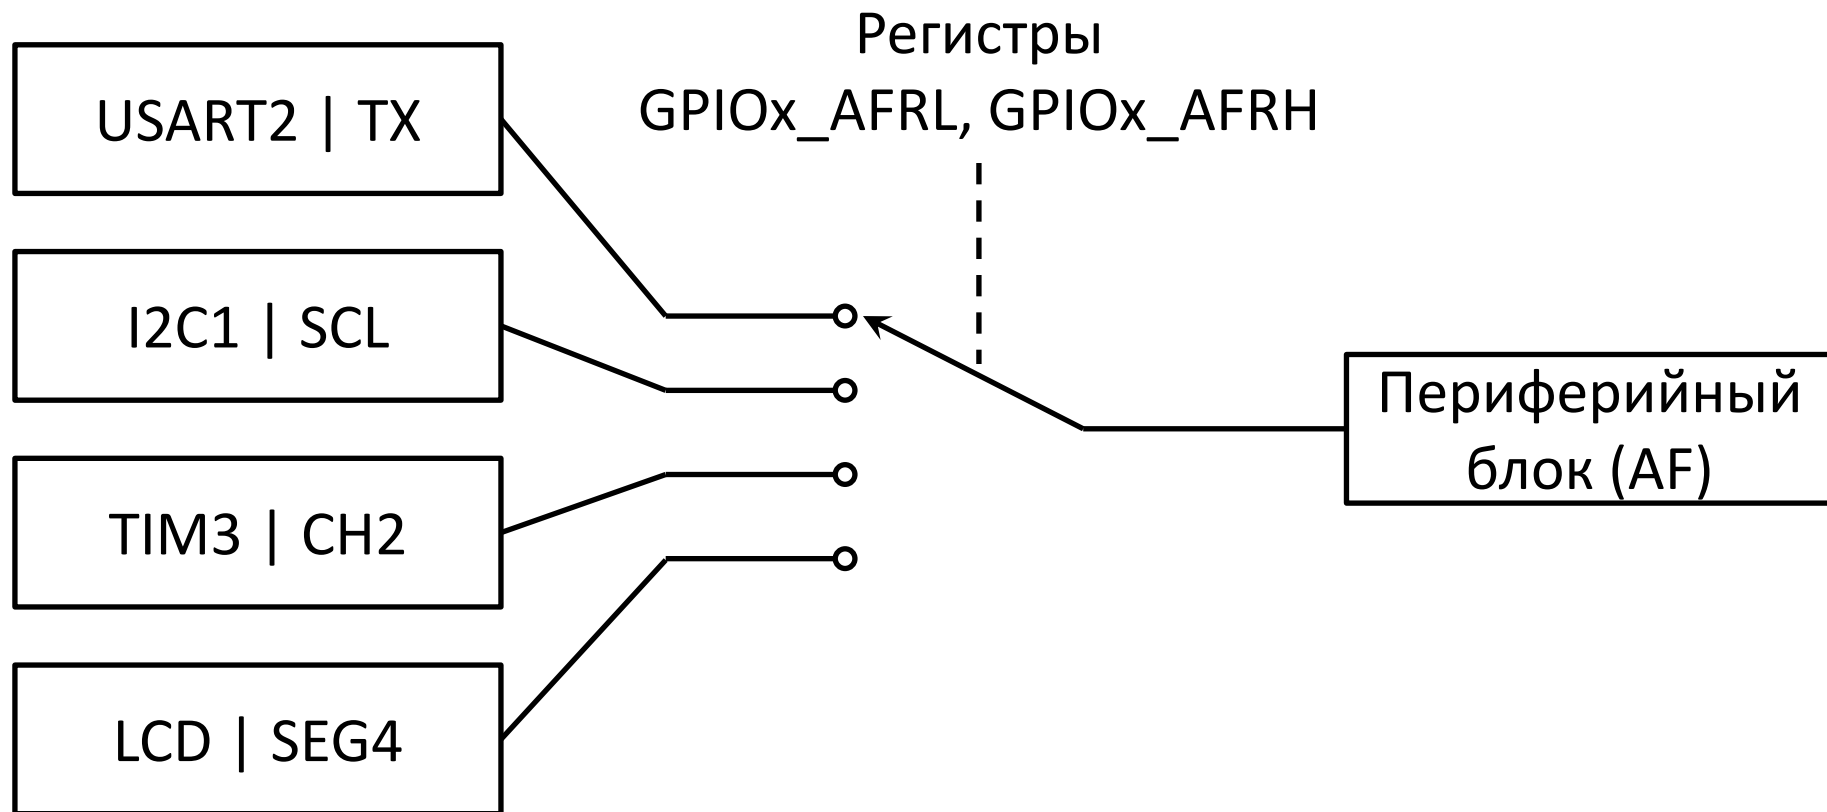 Регистры
GPIOx_AFRL, GPIOx_AFRH
USART2 | TX
I2C1 | SCL
TIM3 | CH2
LCD | SEG4
Периферийный
блок (AF)